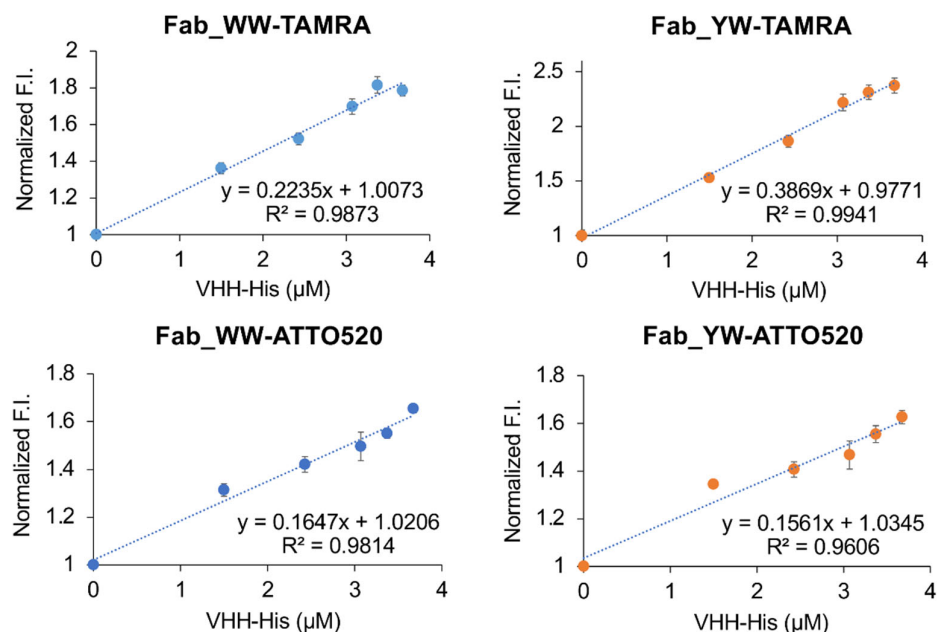 Fab_WW-TAMRA
Normalized F.I.
2
1.8
1.6
1.4
1.2
1
y = 0.2235x + 1.0073
R² = 0.9873
0 1 2 3 4
VHH-His (µM)
Fab_YW-TAMRA
Normalized F.I.
2.5
2
1.5
1
y = 0.3869x + 0.9771
R² = 0.9941
0 1 2 3 4
VHH-His (µM)
Fab_WW-ATTO520
Normalized F.I.
1.8
1.6
1.4
1.2
1
y = 0.1647x + 1.0206
R² = 0.9814
0 1 2 3 4
VHH-His (µM)
Fab_YW-ATTO520
Normalized F.I.
1.8
1.6
1.4
1.2
1
y = 0.1561x + 1.0345
R² = 0.9606
0 1 2 3 4
VHH-His (µM)